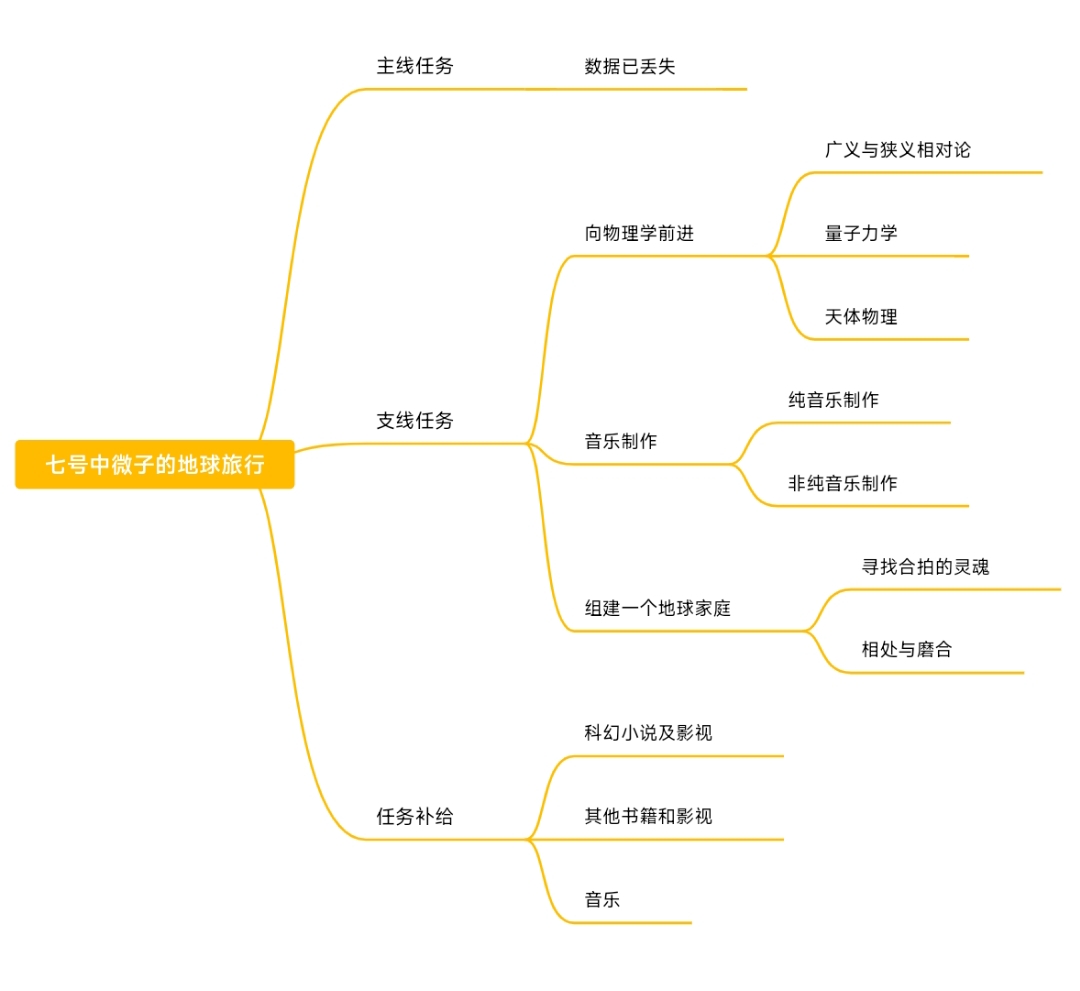 主线任务
数据已丢失
广义与狭义相对论
向物理学前进
量子力学
天体物理
纯音乐制作
支线任务
音乐制作
七号中微子的地球旅行
非纯音乐制作
寻找合拍的灵魂
组建一个地球家庭
相处与磨合
科幻小说及影视
任务补给
其他书籍和影视
音乐